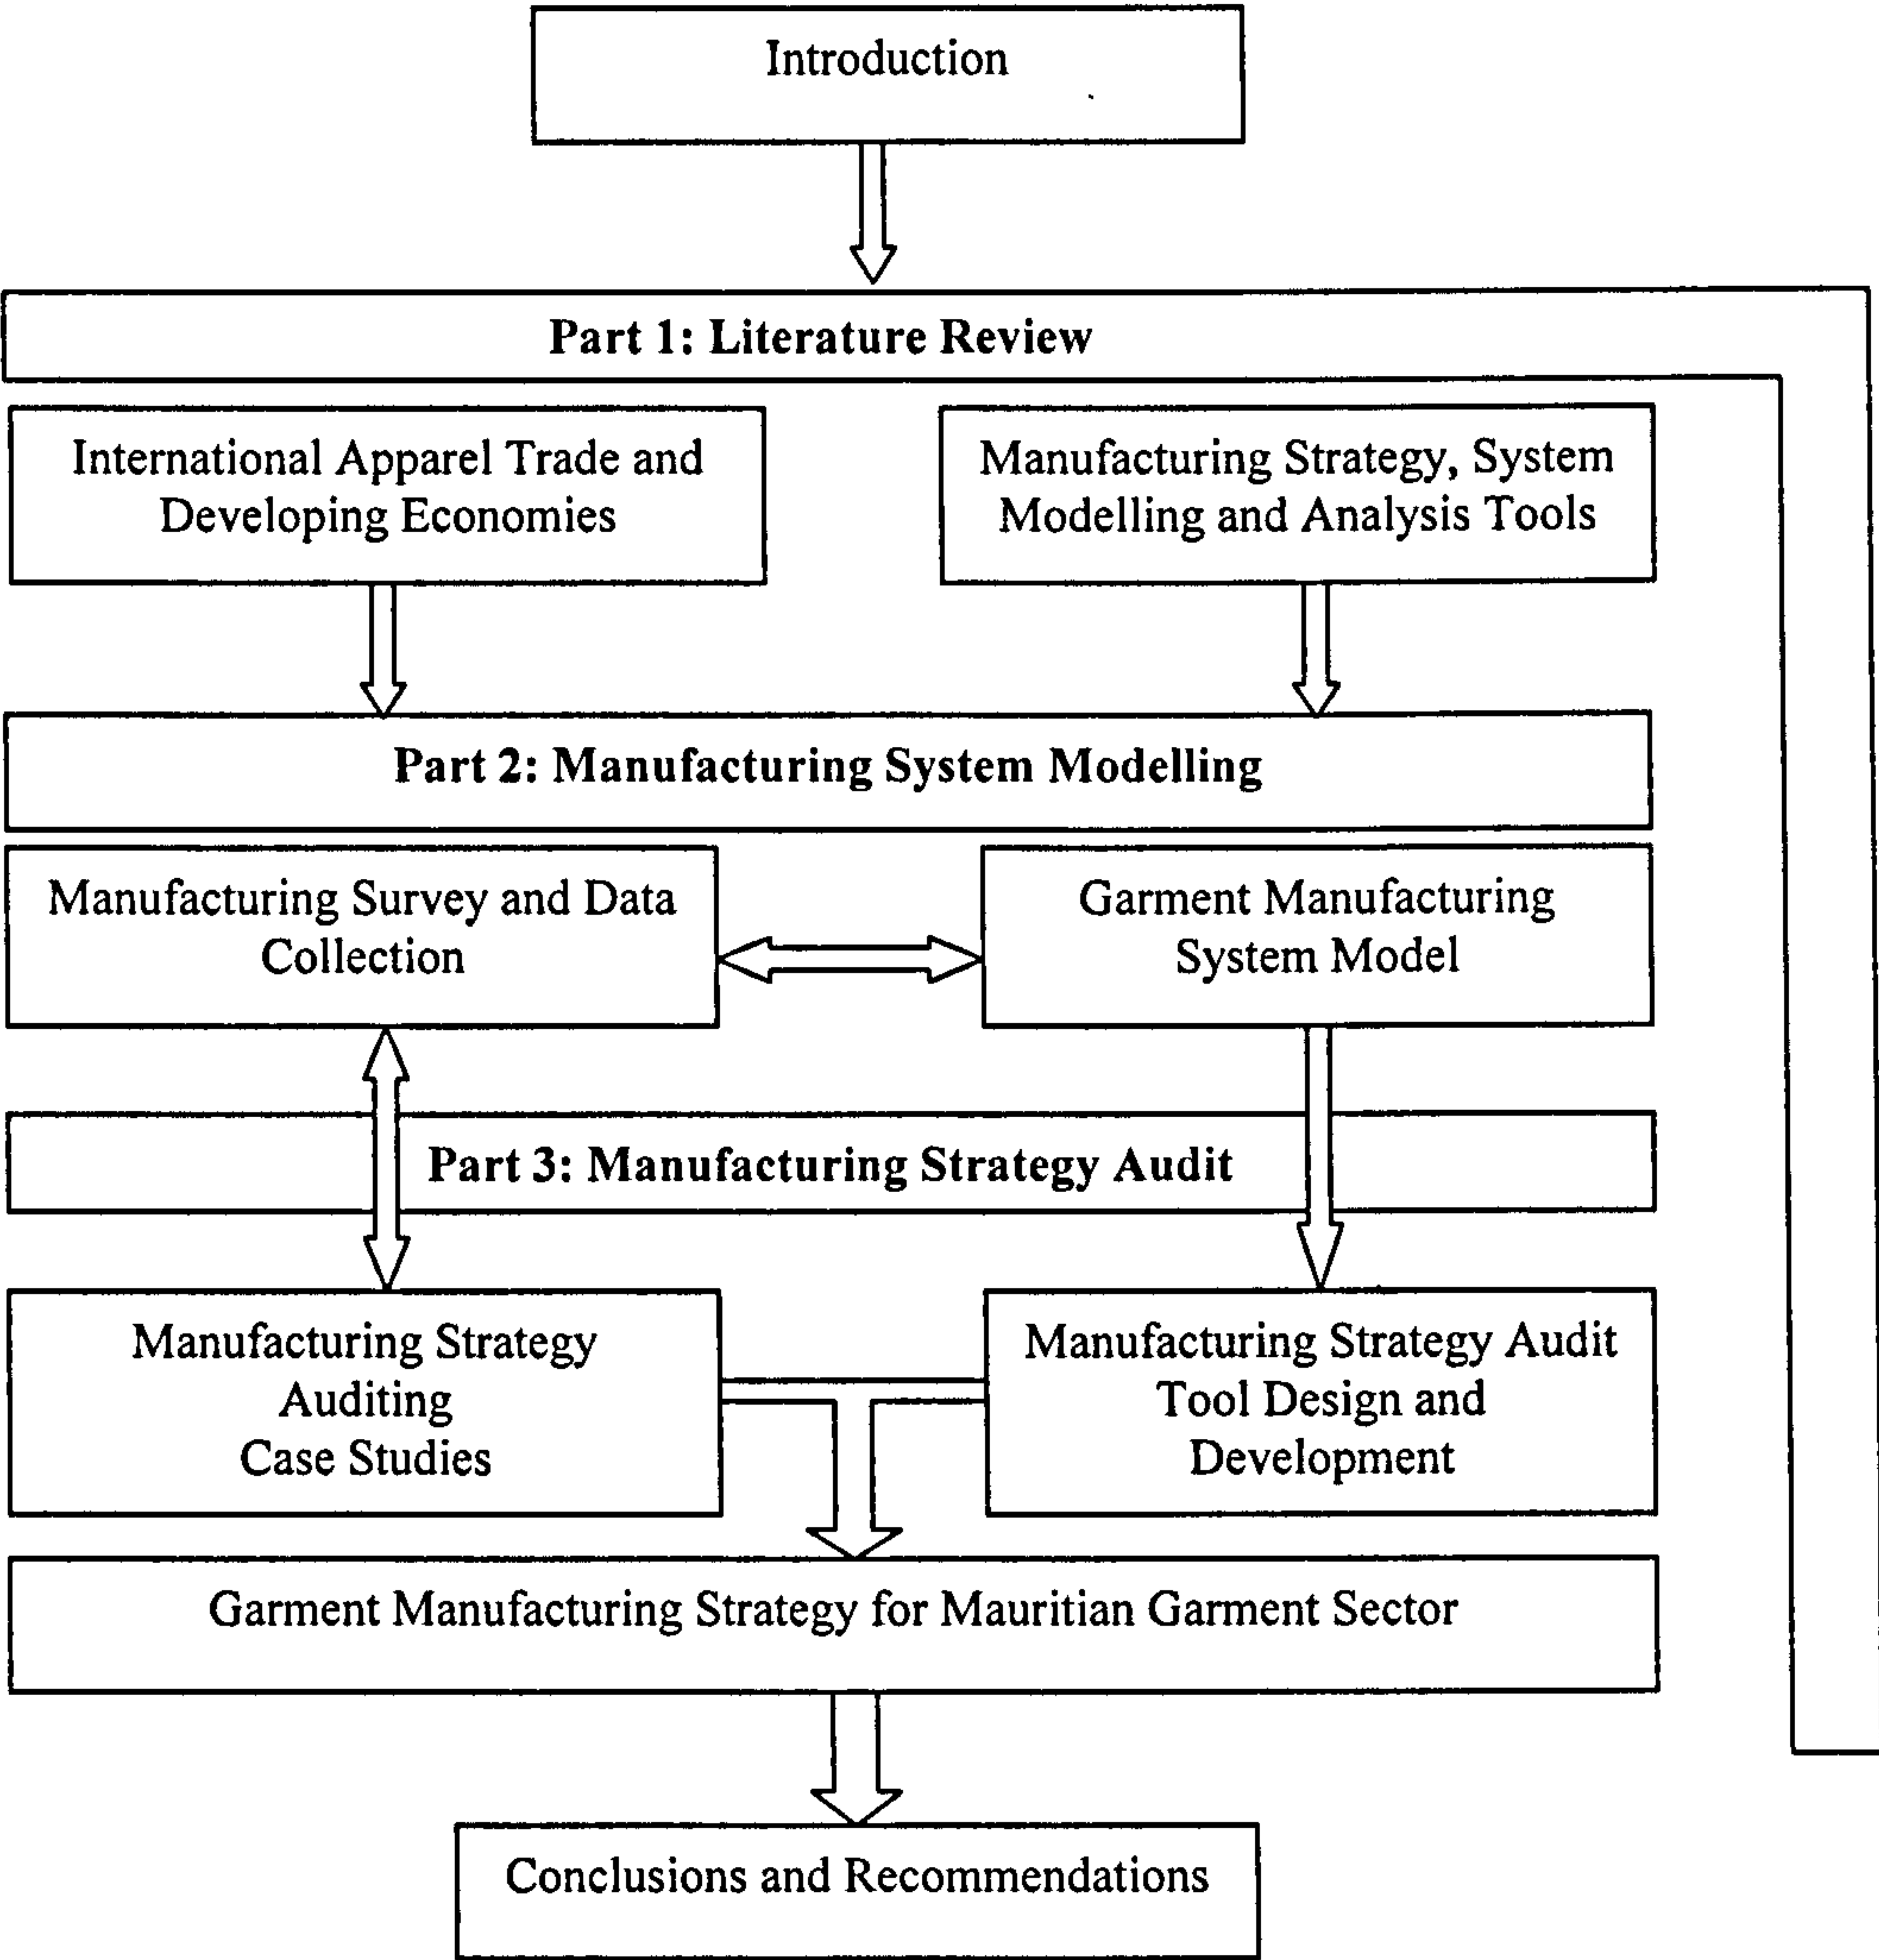 Introduction
Part 1: Literature Review
International Apparel Trade and
Developing Economies
Manufacturing Strategy, System
Modelling and Analysis Tools
Part 2: Manufacturing System Modelling
Manufacturing Survey and Data
Collection
Garment Manufacturing
System Model
Part 3: Manufacturing Strategy Audit
Manufacturing Strategy
Auditing
Case Studies
Manufacturing Strategy Audit
Tool Design and
Development
Garment Manufacturing Strategy for Mauritian Garment Sector
Conclusions and Recommendations